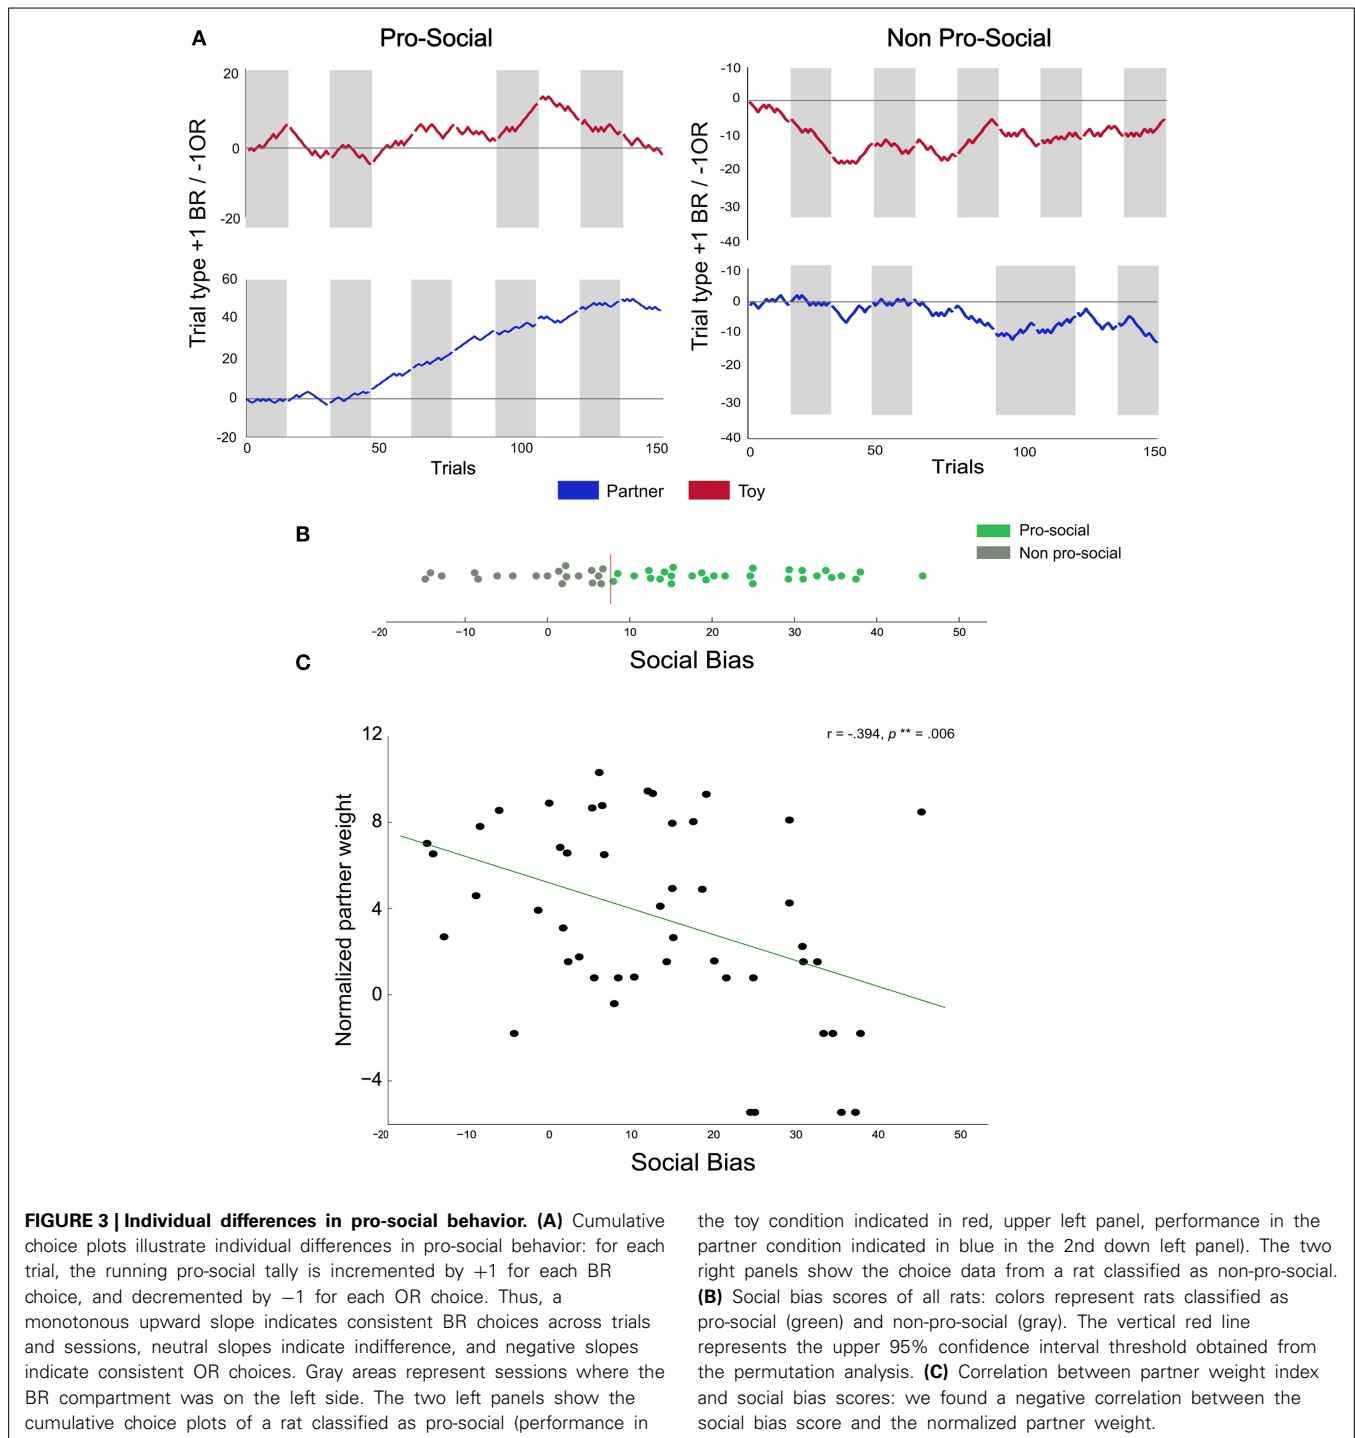 A
Pro-Social
Non Pro-Social
Trial type +1 BR / -1OR
20
0
-20
60
40
20
0
-20
0
50
100
150
Trials
Trial type +1 BR / -1OR
-10
0
-10
-20
-30
-40
-10
0
-10
-20
-30
-40
0
50
100
150
Trials
Partner
Toy
B
Pro-social
Non pro-social
−20
−10
0
10
20
30
40
50
Social Bias
C
r = -.394, p ** = .006
Normalized partner weight
12
8
4
0
−4
−20
−10
0
10
20
30
40
50
Social Bias
FIGURE 3 | Individual differences in pro-social behavior. (A) Cumulative
choice plots illustrate individual differences in pro-social behavior: for each
trial, the running pro-social tally is incremented by +1 for each BR
choice, and decremented by −1 for each OR choice. Thus, a
monotonous upward slope indicates consistent BR choices across trials
and sessions, neutral slopes indicate indifference, and negative slopes
indicate consistent OR choices. Gray areas represent sessions where the
BR compartment was on the left side. The two left panels show the
cumulative choice plots of a rat classified as pro-social (performance in
the toy condition indicated in red, upper left panel, performance in the
partner condition indicated in blue in the 2nd down left panel). The two
right panels show the choice data from a rat classified as non-pro-social.
(B) Social bias scores of all rats: colors represent rats classified as
pro-social (green) and non-pro-social (gray). The vertical red line
represents the upper 95% confidence interval threshold obtained from
the permutation analysis. (C) Correlation between partner weight index
and social bias scores: we found a negative correlation between the
social bias score and the normalized partner weight.